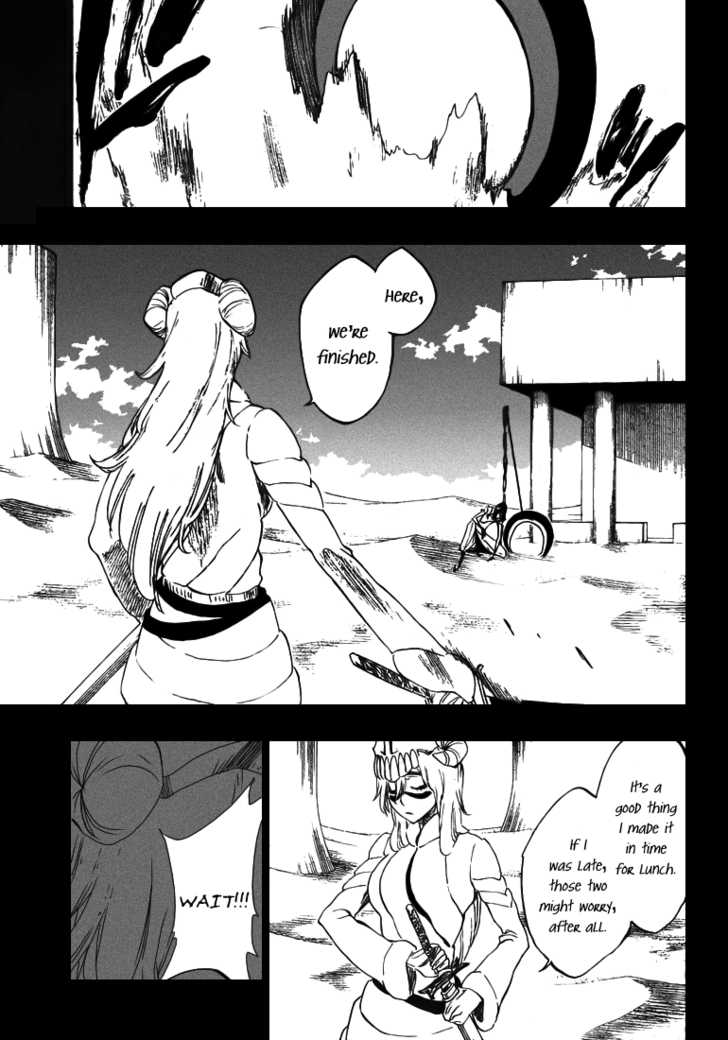 Here,
we're
finished.
It's a
good thing
I made it
in time
for lunch.
If I
was late,
those two
might worry,
after all.
WAIT!!!